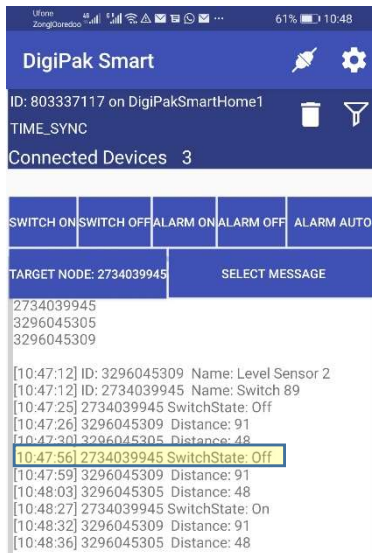 Ufone
ZongOoredoo 61% 10:48
DigiPak Smart
ID: 803337117 on DigiPakSmartHome1
TIME_SYNC
Connected Devices 3
SWITCH ON SWITCH OFF ALARM ON ALARM OFF ALARM AUTO
TARGET NODE: 2734039945 SELECT MESSAGE
2734039945
3296045305
3296045309
[10:47:12] ID: 3296045309 Name: Level Sensor 2
[10:47:12] ID: 2734039945 Name: Switch 89
[10:47:25] 2734039945 SwitchState: Off
[10:47:26] 3296045309 Distance: 91
[10:47:30] 3296045305 Distance: 48
[10:47:56] 2734039945 SwitchState: Off
[10:47:59] 3296045309 Distance: 91
[10:48:03] 3296045305 Distance: 48
[10:48:27] 2734039945 SwitchState: On
[10:48:32] 3296045309 Distance: 91
[10:48:36] 3296045305 Distance: 48